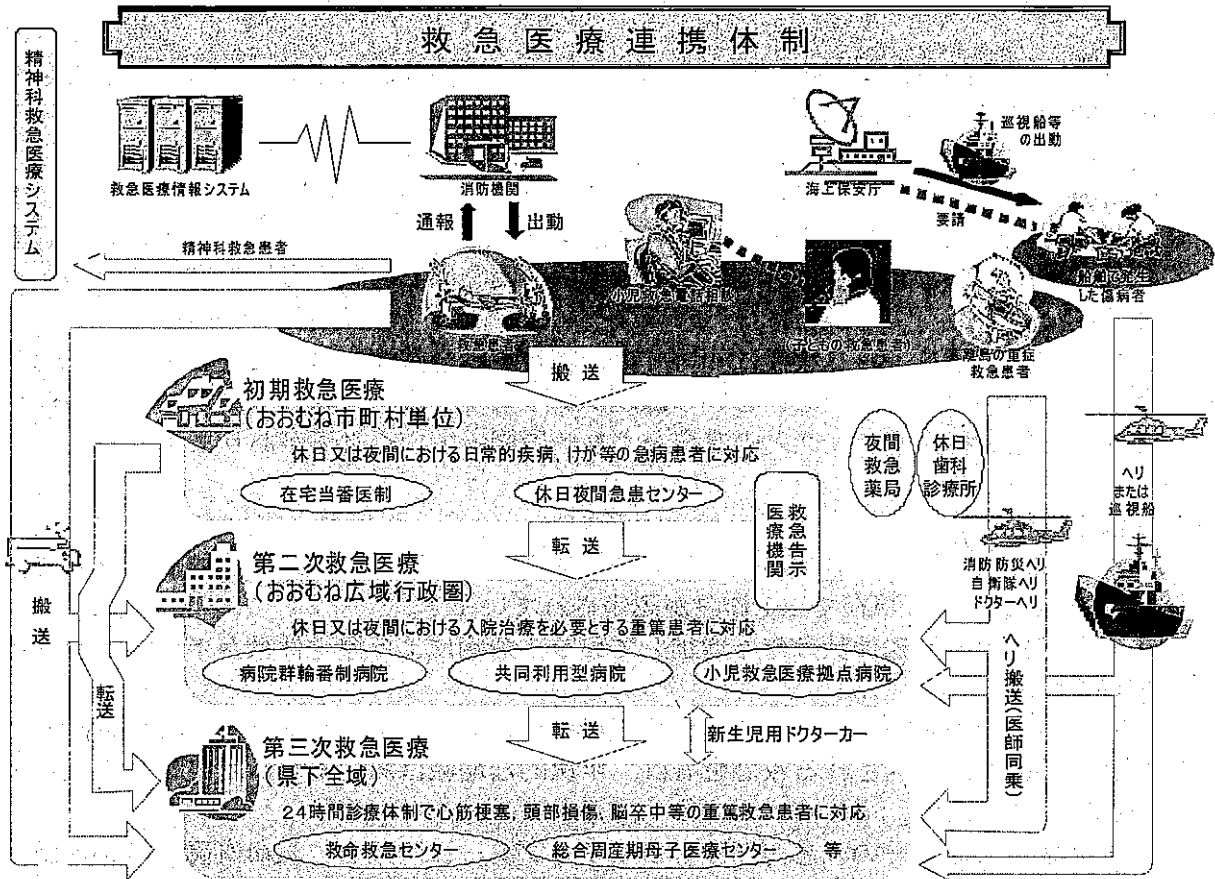 救急医療連携体制
精神科救急医療システム
救急医療情報システム
消防機関
海上保安庁
巡視船等
の出動
通報
出動
要請
精神科救急患者
小児救急電話相談
船舶で発生
した傷病者
救急患者
(子どもの救急患者)
離島の重症
救急患者
搬送
初期救急医療
(おおむね市町村単位)
休日又は夜間における日常的疾病,けが等の急病患者に対応
在宅当番医制
休日夜間急患センター
夜間
救急
薬局
休日
歯科
診療所
ヘリ
または
巡視船
救急告示
医療機関
転送
第二次救急医療
(おおむね広域行政圏)
消防防災ヘリ
自衛隊ヘリ
ドクターヘリ
搬送
休日又は夜間における入院治療を必要とする重篤患者に対応
病院群輪番制病院
共同利用型病院
小児救急医療拠点病院
ヘリ搬送(医師同乗)
転送
転送
新生児用ドクターカー
第三次救急医療
(県下全域)
24時間診療体制で心筋梗塞,頭部損傷,脳卒中等の重篤救急患者に対応
救命救急センター
総合周産期母子医療センター
等